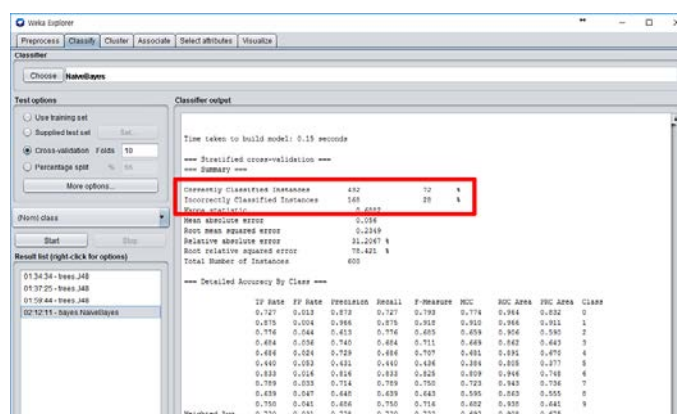 Weka Explorer
Preprocess Classify Cluster Associate Select attributes Visualize
Classifier
Choose NaiveBayes
Test options
Use training set
Supplied test set Set...
Cross-validation Folds 10
Percentage split % 66
More options...
(Nom) class
Start Stop
Result list (right-click for options)
01:34:34 - trees.J48
01:37:25 - trees.J48
01:59:44 - trees.J48
02:12:11 - bayes.NaiveBayes
Classifier output
Time taken to build model: 0.15 seconds
=== Stratified cross-validation ===
=== Summary ===
Correctly Classified Instances 432 72 %
Incorrectly Classified Instances 168 28 %
Kappa statistic
Mean absolute error 0.056
Root mean squared error 0.2349
Relative absolute error 31.2067 %
Root relative squared error 78.421 %
Total Number of Instances 600
=== Detailed Accuracy By Class ===
TP Rate FP Rate Precision Recall F-Measure MCC ROC Area PRC Area Class
0.727 0.013 0.873 0.727 0.793 0.774 0.964 0.832 0
0.875 0.004 0.966 0.875 0.918 0.910 0.966 0.911 1
0.776 0.044 0.613 0.776 0.685 0.659 0.906 0.590 2
0.684 0.036 0.740 0.684 0.711 0.669 0.862 0.643 3
0.686 0.024 0.729 0.686 0.707 0.681 0.891 0.670 4
0.440 0.053 0.431 0.440 0.436 0.384 0.805 0.377 5
0.833 0.016 0.816 0.833 0.825 0.809 0.946 0.748 6
0.789 0.033 0.714 0.789 0.750 0.723 0.943 0.736 7
0.639 0.047 0.648 0.639 0.643 0.595 0.863 0.555 8
0.750 0.041 0.686 0.750 0.716 0.682 0.930 0.641 9
Weighted Avg.